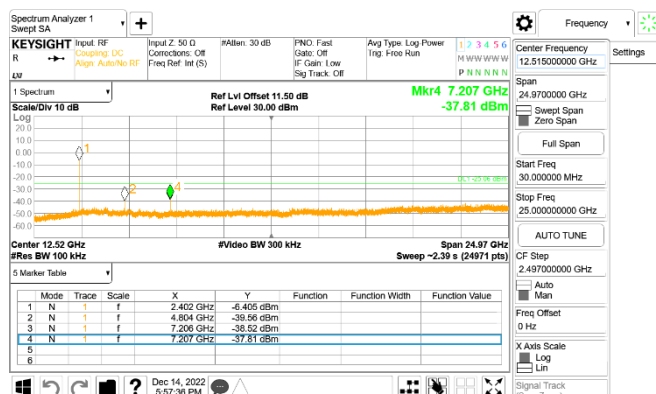 Spectrum Analyzer 1
Swept SA
+
Frequency
Settings
KEYSIGHT
R
LXI
Input: RF
Coupling: DC
Align: Auto/No RF
Input Z: 50 Ω
Corrections: Off
Freq Ref: Int (S)
#Atten: 30 dB
PNO: Fast
Gate: Off
IF Gain: Low
Sig Track: Off
Avg Type: Log-Power
Trig: Free Run
1 2 3 4 5 6
M W W W W W
P N N N N N
1 Spectrum
Scale/Div 10 dB
Ref Lvl Offset 11.50 dB
Ref Level 30.00 dBm
Mkr4 7.207 GHz
-37.81 dBm
Log
20.0
10.0
0.00
-10.0
-20.0
-30.0
-40.0
-50.0
-60.0
1
2
4
Center 12.52 GHz
#Res BW 100 kHz
#Video BW 300 kHz
Span 24.97 GHz
Sweep ~2.39 s (24971 pts)
5 Marker Table
Mode Trace Scale X Y Function Function Width Function Value
1 N 1 f 2.402 GHz -6.405 dBm
2 N 1 f 4.804 GHz -39.56 dBm
3 N 1 f 7.206 GHz -38.52 dBm
4 N 1 f 7.207 GHz -37.81 dBm
5
6
?
Dec 14, 2022
5:57:36 PM
Center Frequency
12.515000000 GHz
Span
24.9700000 GHz
Swept Span
Zero Span
Full Span
Start Freq
30.000000 MHz
Stop Freq
25.000000000 GHz
AUTO TUNE
CF Step
2.497000000 GHz
Auto
Man
Freq Offset
0 Hz
X Axis Scale
Log
Lin
Signal Track